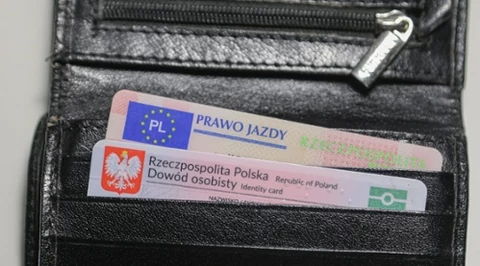 PL
PRAWO JAZDY
Rzeczpospolita Polska Republic of Poland
Dowód osobisty Identity card